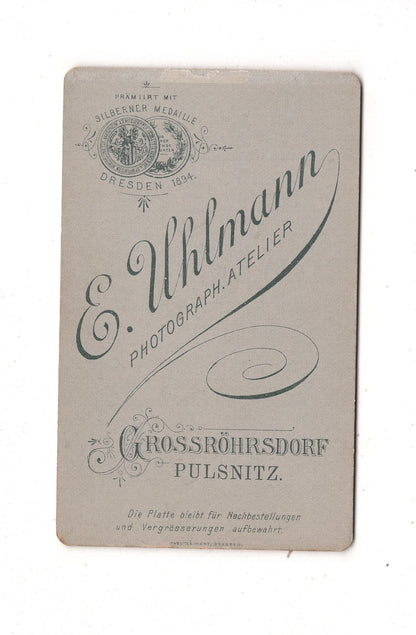 PRÄMIIRT MIT
SILBERNER MEDAILLE
DRESDEN 1894.
E. Uhlmann
PHOTOGRAPH. ATELIER
GROSSRÖHRSDORF
PULSNITZ.
Die Platte bleibt für Nachbestellungen
und Vergrösserungen aufbewahrt.